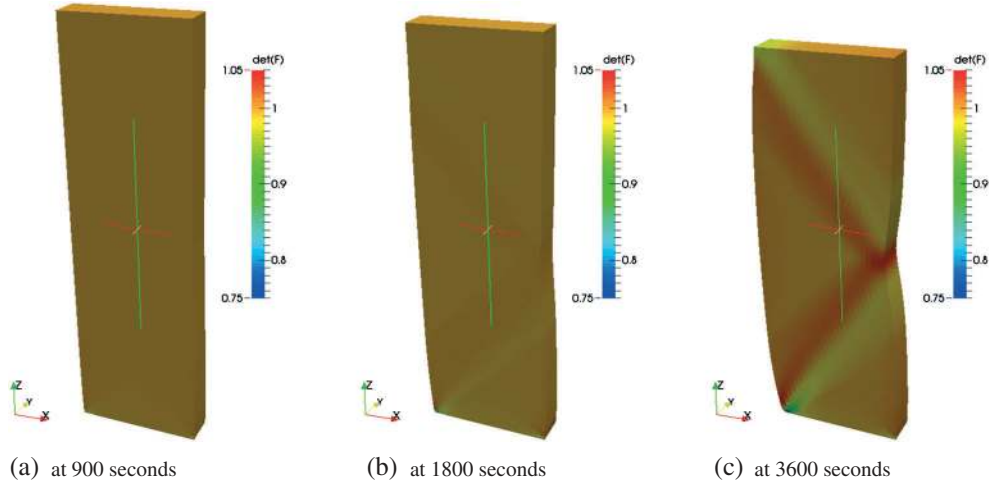 det(F)
1.05
1
0.9
0.8
0.75
Z
Y
X
(a) at 900 seconds
det(F)
1.05
1
0.9
0.8
0.75
Z
Y
X
(b) at 1800 seconds
det(F)
1.05
1
0.9
0.8
0.75
Z
Y
X
(c) at 3600 seconds